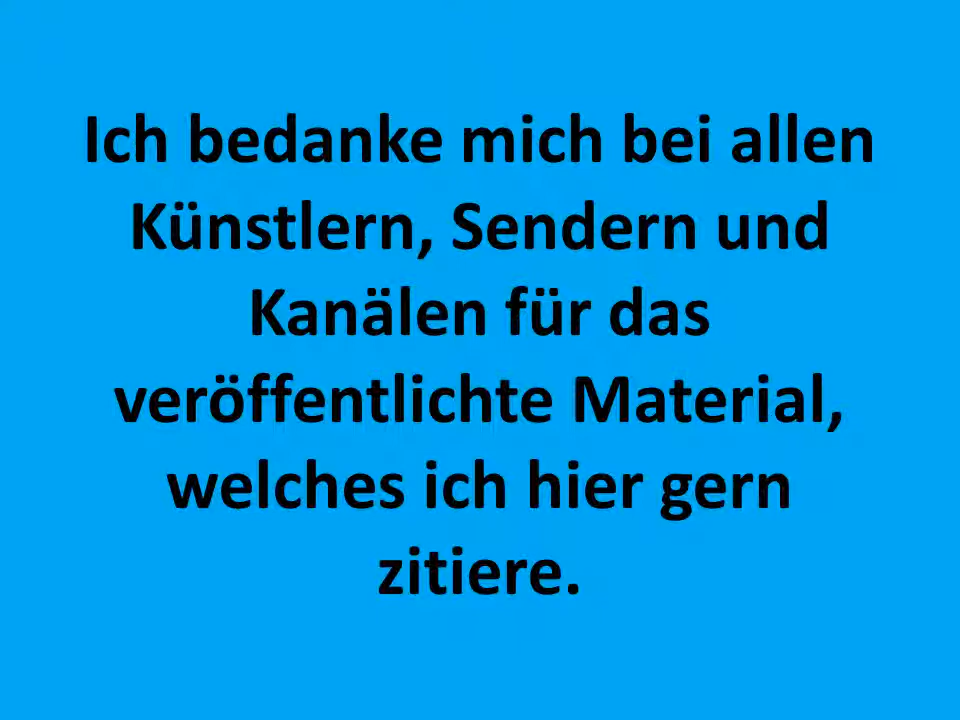 Ich bedanke mich bei allen
Künstlern, Sendern und
Kanälen für das
veröffentlichte Material,
welches ich hier gern
zitiere.